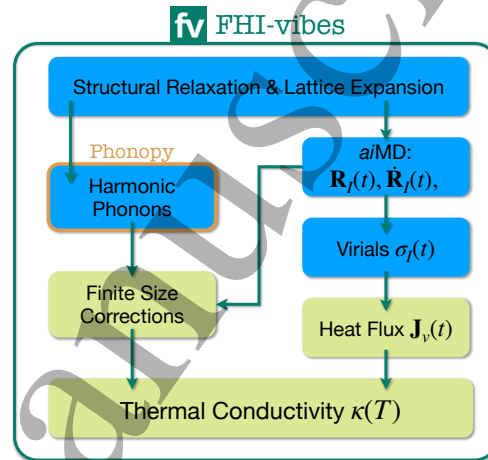 fv FHI-vibes
Structural Relaxation & Lattice Expansion
Phonopy
Harmonic
Phonons
aiMD:
𝐑_I(t), 𝐑̇_I(t),
Virials σ_I(t)
Finite Size
Corrections
Heat Flux 𝐉_v(t)
Thermal Conductivity κ(T)
anusc